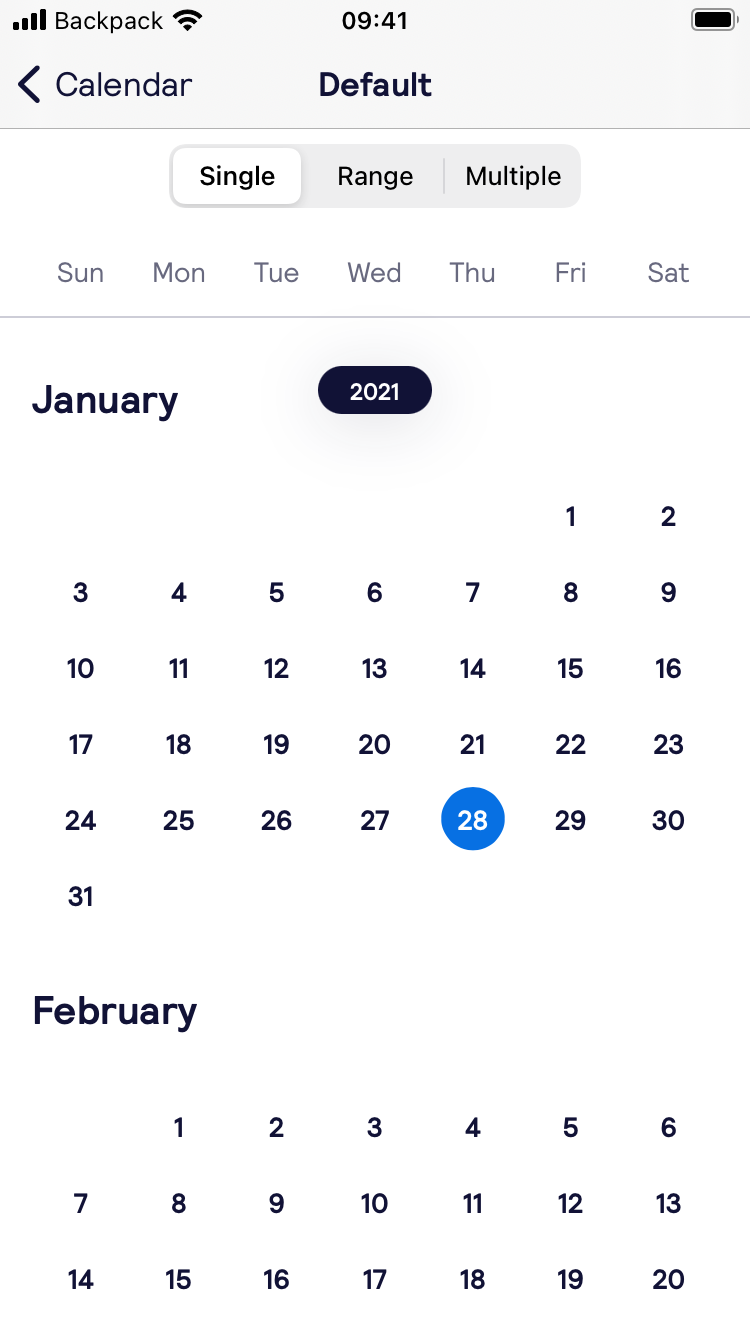 Backpack 09:41
Calendar Default
Single Range Multiple
Sun Mon Tue Wed Thu Fri Sat
January 2021
1 2
3 4 5 6 7 8 9
10 11 12 13 14 15 16
17 18 19 20 21 22 23
24 25 26 27 28 29 30
31
February
1 2 3 4 5 6
7 8 9 10 11 12 13
14 15 16 17 18 19 20